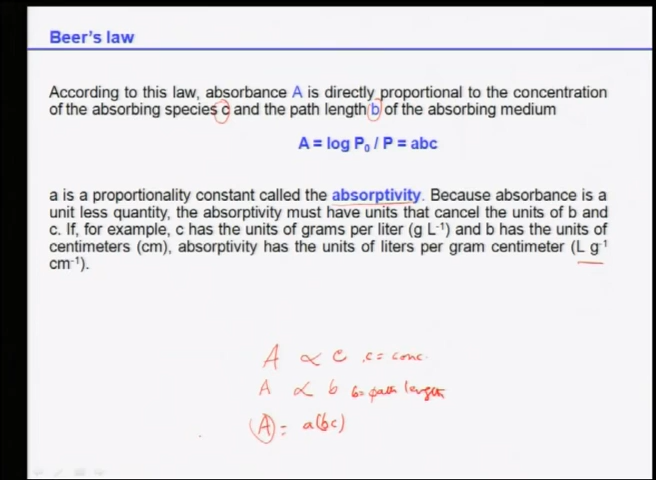 Beer's law
According to this law, absorbance A is directly proportional to the concentration
of the absorbing species c and the path length b of the absorbing medium
A = log P₀ / P = abc
a is a proportionality constant called the absorptivity. Because absorbance is a
unit less quantity, the absorptivity must have units that cancel the units of b and
c. If, for example, c has the units of grams per liter (g L⁻¹) and b has the units of
centimeters (cm), absorptivity has the units of liters per gram centimeter (L g⁻¹
cm⁻¹).
A ∝ c , c = conc.
A ∝ b b = path length
A = a(bc)